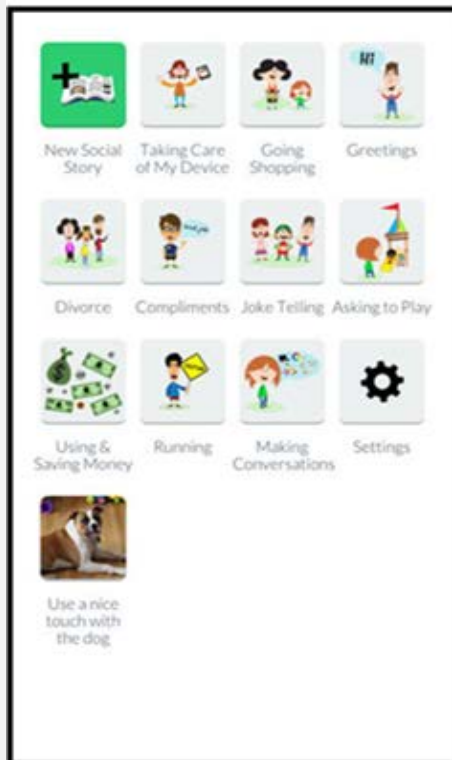 HI!
New Social
Story
Taking Care
of My Device
Going
Shopping
Greetings
Divorce
Compliments
Joke Telling
Asking to Play
Using &
Saving Money
Running
Making
Conversations
Settings
Use a nice
touch with
the dog